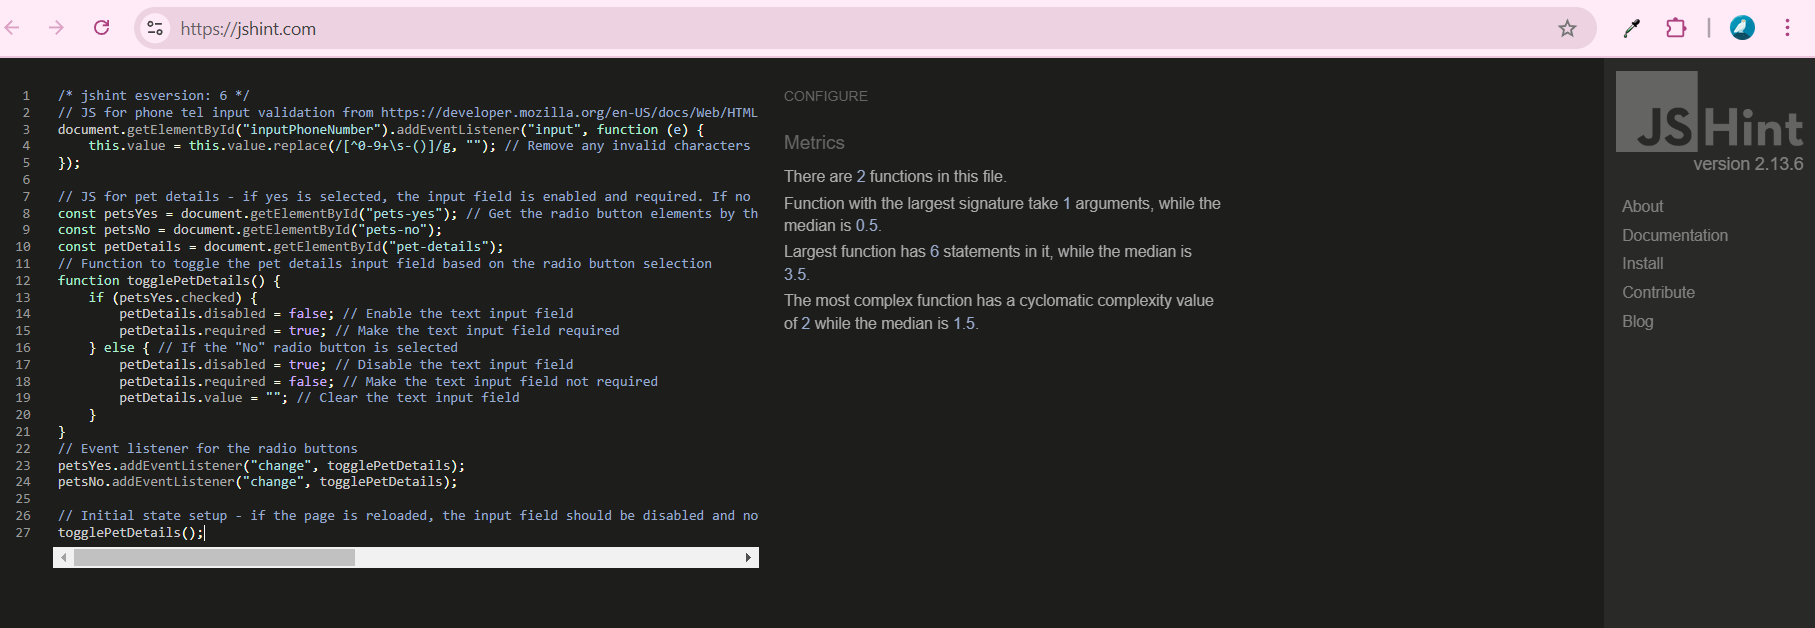 https://jshint.com
1 /* jshint esversion: 6 */
2 // JS for phone tel input validation from https://developer.mozilla.org/en-US/docs/Web/HTML
3 document.getElementById("inputPhoneNumber").addEventListener("input", function (e) {
4     this.value = this.value.replace(/[^0-9+\s-()]/g, ""); // Remove any invalid characters
5 });
6
7 // JS for pet details - if yes is selected, the input field is enabled and required. If no
8 const petsYes = document.getElementById("pets-yes"); // Get the radio button elements by th
9 const petsNo = document.getElementById("pets-no");
10 const petDetails = document.getElementById("pet-details");
11 // Function to toggle the pet details input field based on the radio button selection
12 function togglePetDetails() {
13     if (petsYes.checked) {
14         petDetails.disabled = false; // Enable the text input field
15         petDetails.required = true; // Make the text input field required
16     } else { // If the "No" radio button is selected
17         petDetails.disabled = true; // Disable the text input field
18         petDetails.required = false; // Make the text input field not required
19         petDetails.value = ""; // Clear the text input field
20     }
21 }
22 // Event listener for the radio buttons
23 petsYes.addEventListener("change", togglePetDetails);
24 petsNo.addEventListener("change", togglePetDetails);
25
26 // Initial state setup - if the page is reloaded, the input field should be disabled and no
27 togglePetDetails();
CONFIGURE
Metrics
There are 2 functions in this file.
Function with the largest signature take 1 arguments, while the
median is 0.5.
Largest function has 6 statements in it, while the median is
3.5.
The most complex function has a cyclomatic complexity value
of 2 while the median is 1.5.
JSHint
version 2.13.6
About
Documentation
Install
Contribute
Blog